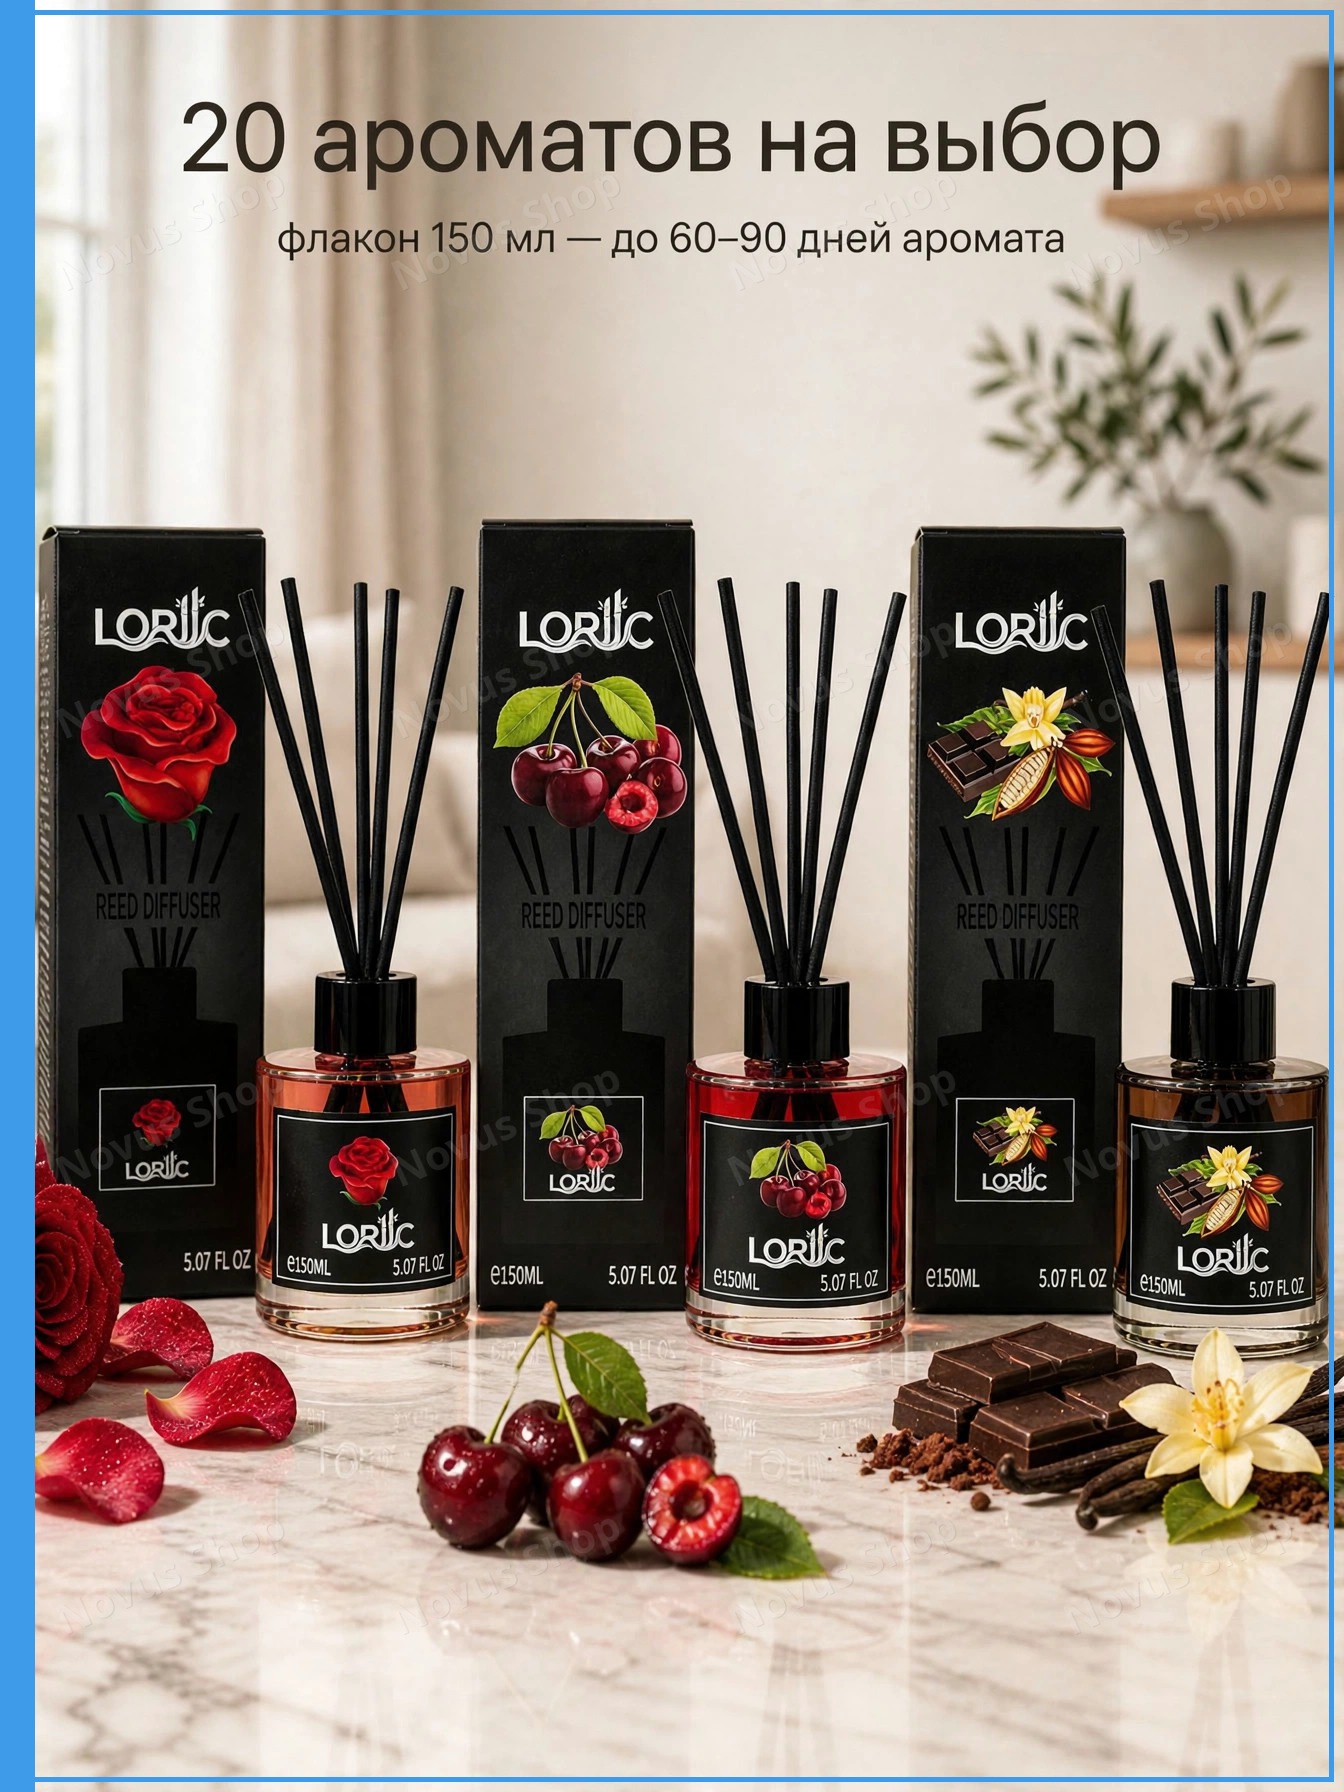 20 ароматов на выбор
флакон 150 мл — до 60–90 дней аромата
LORIIC
REED DIFFUSER
LORIIC
5.07 FL OZ
LORIIC
e150ML 5.07 FL OZ
LORIIC
REED DIFFUSER
LORIIC
e150ML 5.07 FL OZ
LORIIC
e150ML 5.07 FL OZ
LORIIC
REED DIFFUSER
LORIIC
e150ML 5.07 FL OZ
LORIIC
e150ML 5.07 FL OZ
Novus Shop